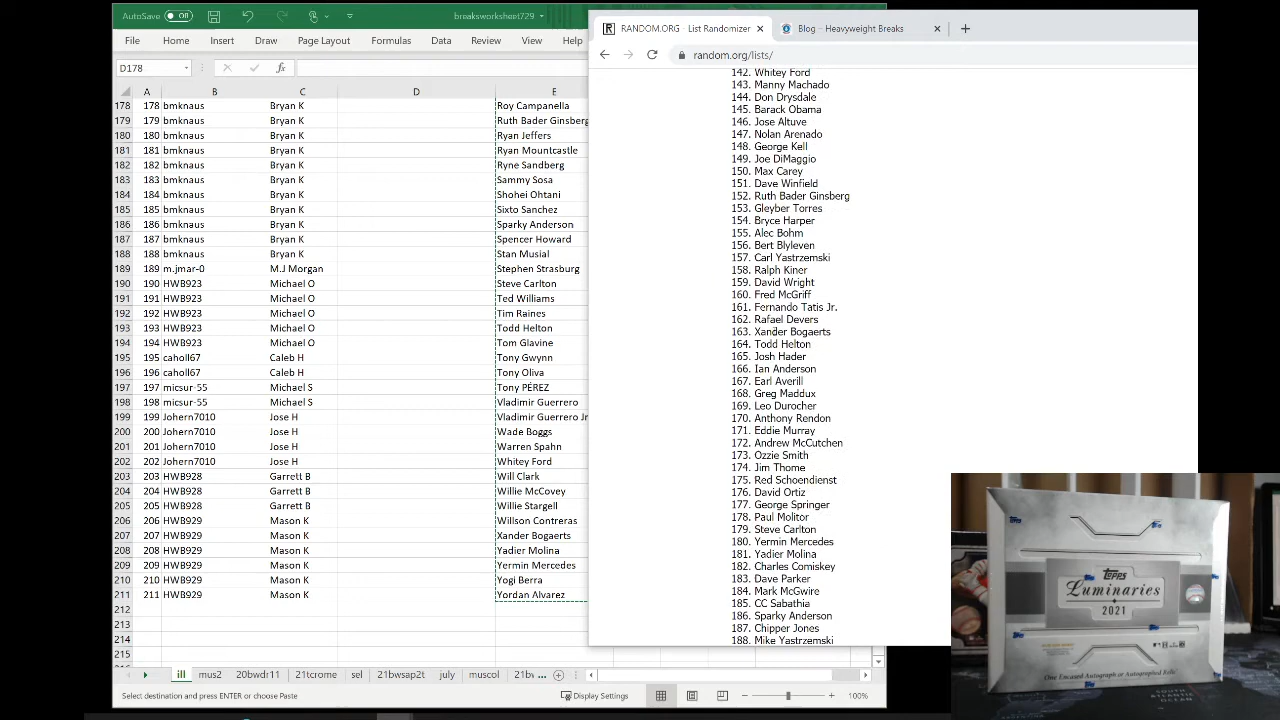 AutoSave Off
breaksworksheet729
File Home Insert Draw Page Layout Formulas Data Review View Help
D178
A B C D E
178 178 bmknaus Bryan K Roy Campanella
179 179 bmknaus Bryan K Ruth Bader Ginsberg
180 180 bmknaus Bryan K Ryan Jeffers
181 181 bmknaus Bryan K Ryan Mountcastle
182 182 bmknaus Bryan K Ryne Sandberg
183 183 bmknaus Bryan K Sammy Sosa
184 184 bmknaus Bryan K Shohei Ohtani
185 185 bmknaus Bryan K Sixto Sanchez
186 186 bmknaus Bryan K Sparky Anderson
187 187 bmknaus Bryan K Spencer Howard
188 188 bmknaus Bryan K Stan Musial
189 189 m.jmar-0 M.J Morgan Stephen Strasburg
190 190 HWB923 Michael O Steve Carlton
191 191 HWB923 Michael O Ted Williams
192 192 HWB923 Michael O Tim Raines
193 193 HWB923 Michael O Todd Helton
194 194 HWB923 Michael O Tom Glavine
195 195 caholl67 Caleb H Tony Gwynn
196 196 caholl67 Caleb H Tony Oliva
197 197 micsur-55 Michael S Tony PÉREZ
198 198 micsur-55 Michael S Vladimir Guerrero
199 199 Johern7010 Jose H Vladimir Guerrero Jr
200 200 Johern7010 Jose H Wade Boggs
201 201 Johern7010 Jose H Warren Spahn
202 202 Johern7010 Jose H Whitey Ford
203 203 HWB928 Garrett B Will Clark
204 204 HWB928 Garrett B Willie McCovey
205 205 HWB928 Garrett B Willie Stargell
206 206 HWB929 Mason K Willson Contreras
207 207 HWB929 Mason K Xander Bogaerts
208 208 HWB929 Mason K Yadier Molina
209 209 HWB929 Mason K Yermin Mercedes
210 210 HWB929 Mason K Yogi Berra
211 211 HWB929 Mason K Yordan Alvarez
212
213
214
215
ill mus2 20bwdr11 21tcrome sel 21bwsap2f july muscol 21bv ...
Select destination and press ENTER or choose Paste
Display Settings
100%
RANDOM.ORG - List Randomizer
Blog – Heavyweight Breaks
random.org/lists/
142. Whitey Ford
143. Manny Machado
144. Don Drysdale
145. Barack Obama
146. Jose Altuve
147. Nolan Arenado
148. George Kell
149. Joe DiMaggio
150. Max Carey
151. Dave Winfield
152. Ruth Bader Ginsberg
153. Gleyber Torres
154. Bryce Harper
155. Alec Bohm
156. Bert Blyleven
157. Carl Yastrzemski
158. Ralph Kiner
159. David Wright
160. Fred McGriff
161. Fernando Tatis Jr.
162. Rafael Devers
163. Xander Bogaerts
164. Todd Helton
165. Josh Hader
166. Ian Anderson
167. Earl Averill
168. Greg Maddux
169. Leo Durocher
170. Anthony Rendon
171. Eddie Murray
172. Andrew McCutchen
173. Ozzie Smith
174. Jim Thome
175. Red Schoendienst
176. David Ortiz
177. George Springer
178. Paul Molitor
179. Steve Carlton
180. Yermin Mercedes
181. Yadier Molina
182. Charles Comiskey
183. Dave Parker
184. Mark McGwire
185. CC Sabathia
186. Sparky Anderson
187. Chipper Jones
188. Mike Yastrzemski
topps
Luminaries
2021
One Encased Autograph or Autographed Relic
SOUTH ATLANTIC OCEAN